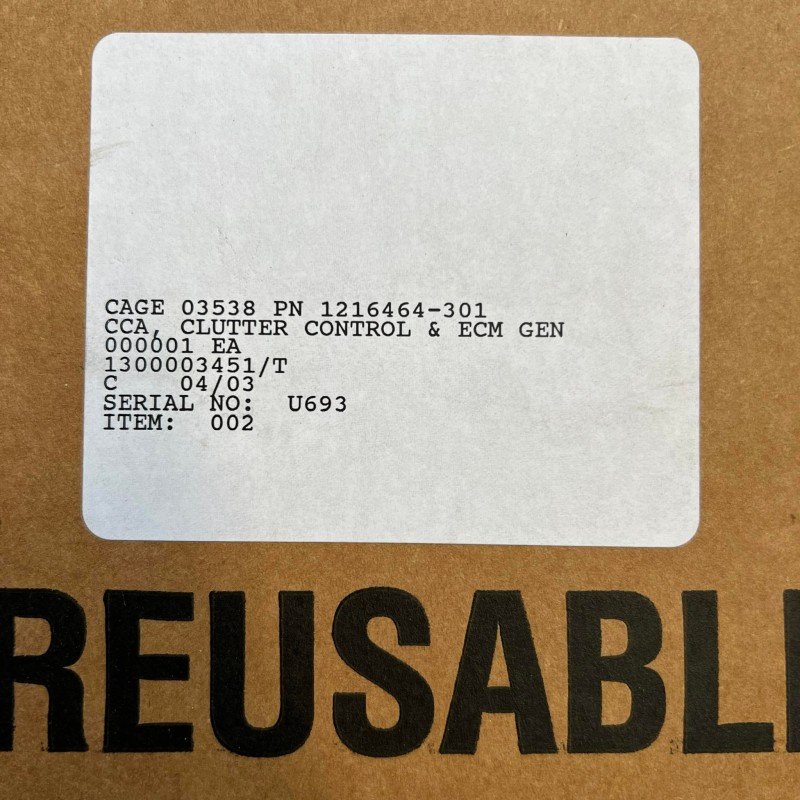 CAGE 03538 PN 1216464-301
CCA, CLUTTER CONTROL & ECM GEN
000001 EA
1300003451/T
C 04/03
SERIAL NO: U693
ITEM: 002
REUSABL